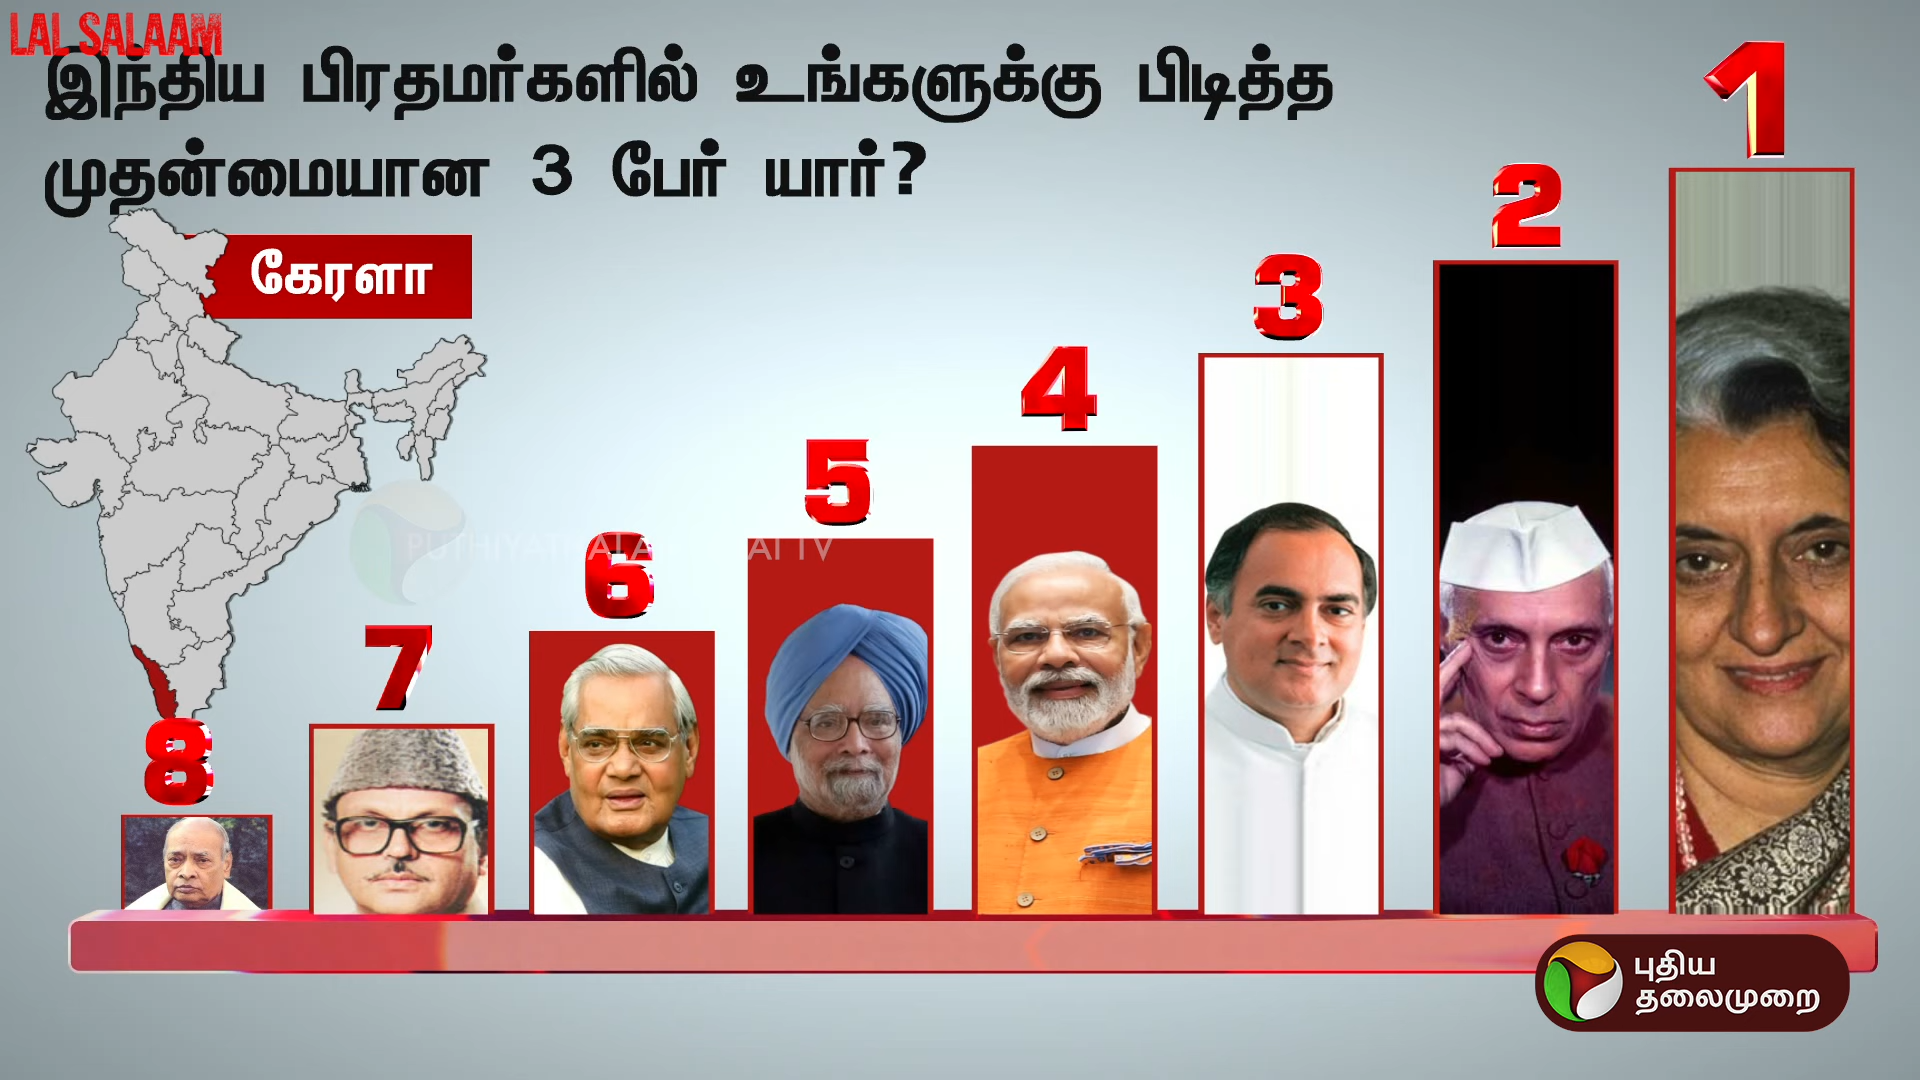 LAL SALAAM
இந்திய பிரதமர்களில் உங்களுக்கு பிடித்த
முதன்மையான 3 பேர் யார்?
கேரளா
1
2
3
4
5
6
7
8
புதிய
தலைமுறை